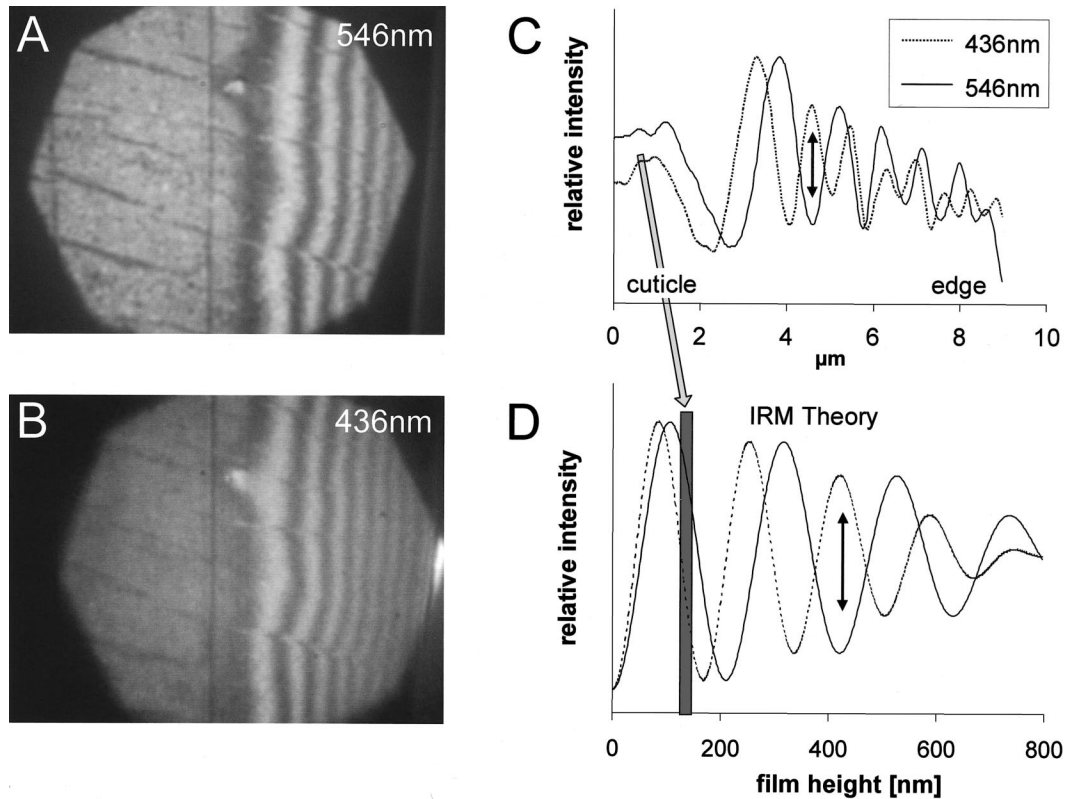 A
546nm
B
436nm
C
436nm
546nm
relative intensity
cuticle
edge
0
2
4
6
8
10
µm
D
IRM Theory
relative intensity
0
200
400
600
800
film height [nm]